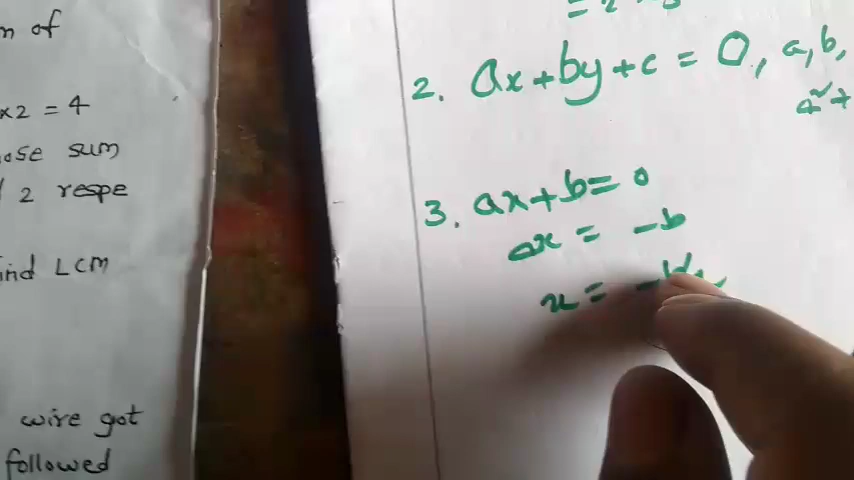 n of
x2 = 4
ose sum
2 respe
ind LCM
wire got
followed
2. ax+by+c = 0, a, b,
a²+
3. ax+b= 0
ax = -b
x = -b/